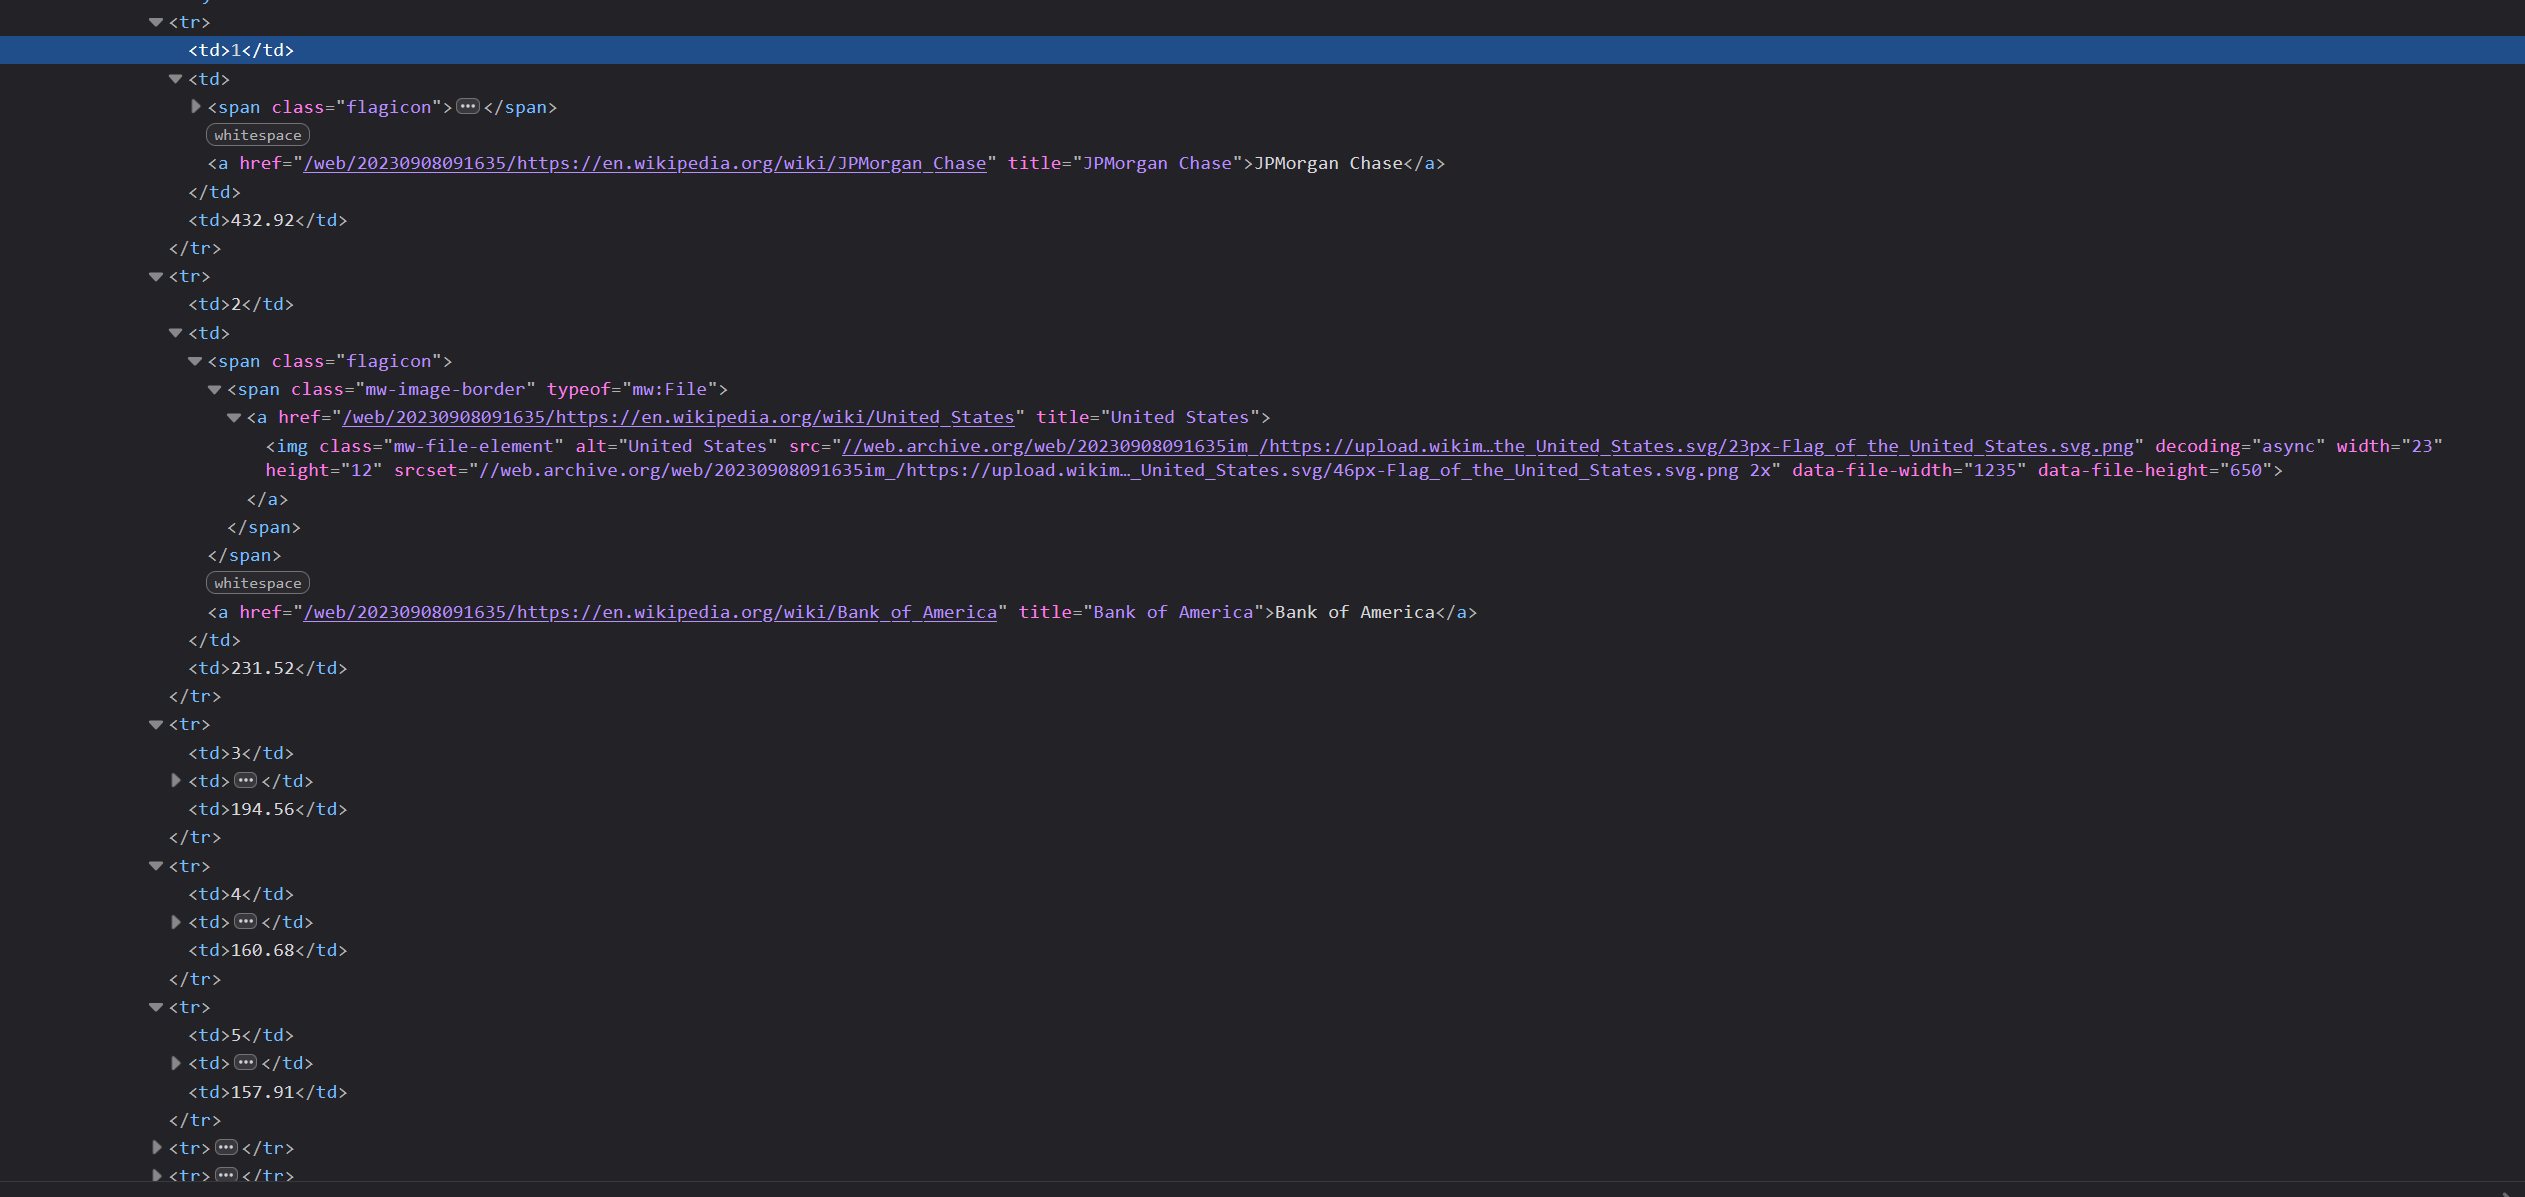 <tr>
<td>1</td>
<td>
<span class="flagicon">•••</span>
whitespace
<a href="/web/20230908091635/https://en.wikipedia.org/wiki/JPMorgan_Chase" title="JPMorgan Chase">JPMorgan Chase</a>
</td>
<td>432.92</td>
</tr>
<tr>
<td>2</td>
<td>
<span class="flagicon">
<span class="mw-image-border" typeof="mw:File">
<a href="/web/20230908091635/https://en.wikipedia.org/wiki/United_States" title="United States">
<img class="mw-file-element" alt="United States" src="//web.archive.org/web/20230908091635im_/https://upload.wikim…the_United_States.svg/23px-Flag_of_the_United_States.svg.png" decoding="async" width="23"
height="12" srcset="//web.archive.org/web/20230908091635im_/https://upload.wikim…_United_States.svg/46px-Flag_of_the_United_States.svg.png 2x" data-file-width="1235" data-file-height="650">
</a>
</span>
</span>
whitespace
<a href="/web/20230908091635/https://en.wikipedia.org/wiki/Bank_of_America" title="Bank of America">Bank of America</a>
</td>
<td>231.52</td>
</tr>
<tr>
<td>3</td>
<td>•••</td>
<td>194.56</td>
</tr>
<tr>
<td>4</td>
<td>•••</td>
<td>160.68</td>
</tr>
<tr>
<td>5</td>
<td>•••</td>
<td>157.91</td>
</tr>
<tr>•••</tr>
<tr>•••</tr>